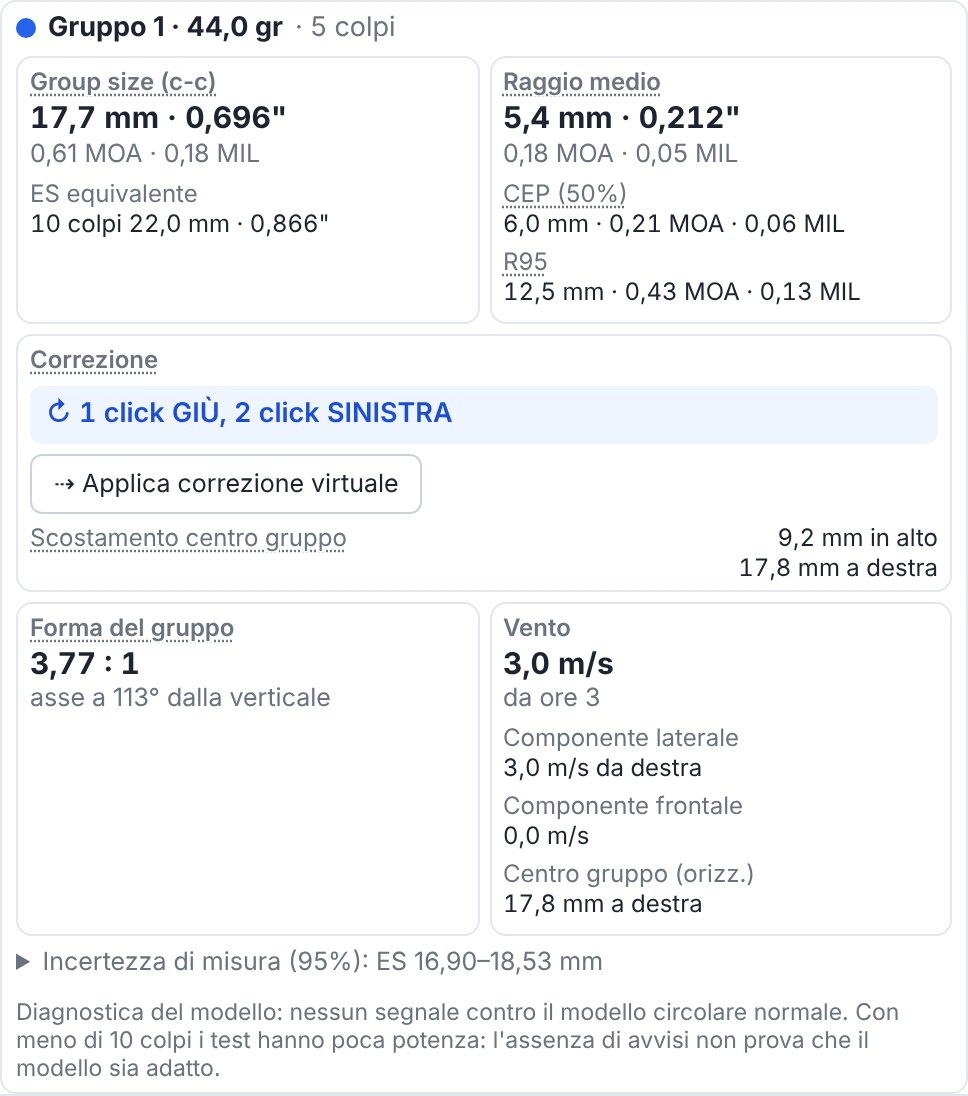 Gruppo 1 · 44,0 gr · 5 colpi
Group size (c-c)
17,7 mm · 0,696"
0,61 MOA · 0,18 MIL
ES equivalente
10 colpi 22,0 mm · 0,866"
Raggio medio
5,4 mm · 0,212"
0,18 MOA · 0,05 MIL
CEP (50%)
6,0 mm · 0,21 MOA · 0,06 MIL
R95
12,5 mm · 0,43 MOA · 0,13 MIL
Correzione
↻ 1 click GIÙ, 2 click SINISTRA
⇢ Applica correzione virtuale
Scostamento centro gruppo
9,2 mm in alto
17,8 mm a destra
Forma del gruppo
3,77 : 1
asse a 113° dalla verticale
Vento
3,0 m/s
da ore 3
Componente laterale
3,0 m/s da destra
Componente frontale
0,0 m/s
Centro gruppo (orizz.)
17,8 mm a destra
▶ Incertezza di misura (95%): ES 16,90–18,53 mm
Diagnostica del modello: nessun segnale contro il modello circolare normale. Con
meno di 10 colpi i test hanno poca potenza: l'assenza di avvisi non prova che il
modello sia adatto.